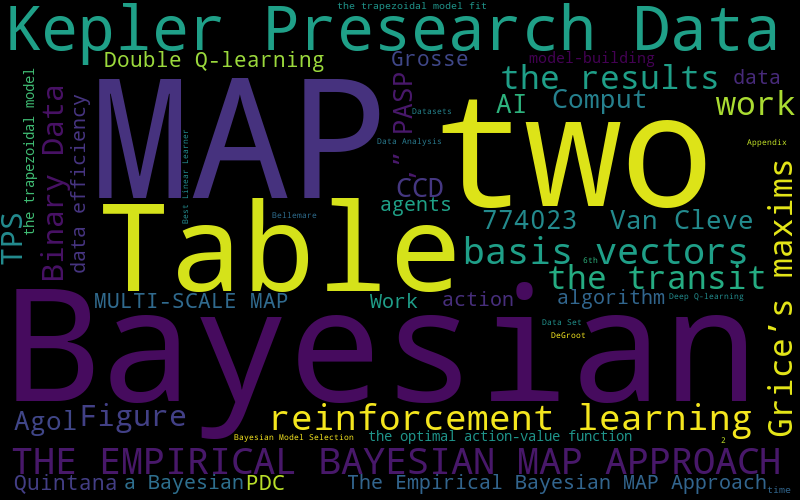 the trapezoidal model fit
Kepler Presearch Data
Double Q-learning
Grosse
model-building
the results
data
AI
Comput
work
the trapezoidal model
Binary Data
data efficiency
MAP
Best Linear Learner
,” PASP
Datasets
Data Analysis
two
Appendix
CCD
agents
TPS
Table
Bellemare
774023
Van Cleve
basis vectors
6th
the transit
Grice’s maxims
MULTI-SCALE MAP
Work
action
algorithm
Deep Q-learning
Bayesian
Data Set
DeGroot
Agol
Figure
reinforcement learning
Bayesian Model Selection
the optimal action-value function
2
THE EMPIRICAL BAYESIAN MAP APPROACH
Quintana
a Bayesian
PDC
The Empirical Bayesian MAP Approach
time